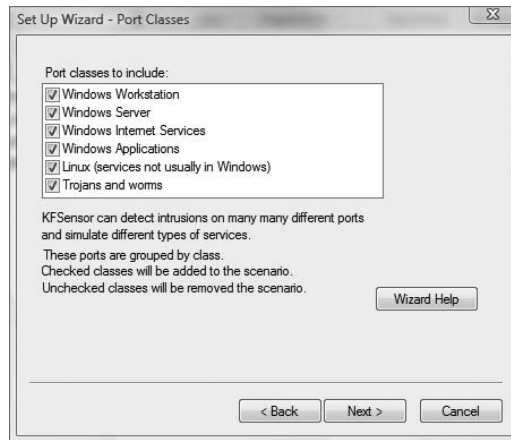 Set Up Wizard - Port Classes
Port classes to include:
Windows Workstation
Windows Server
Windows Internet Services
Windows Applications
Linux (services not usually in Windows)
Trojans and worms
KFSensor can detect intrusions on many many different ports
and simulate different types of services.
These ports are grouped by class.
Checked classes will be added to the scenario.
Unchecked classes will be removed the scenario.
Wizard Help
< Back
Next >
Cancel